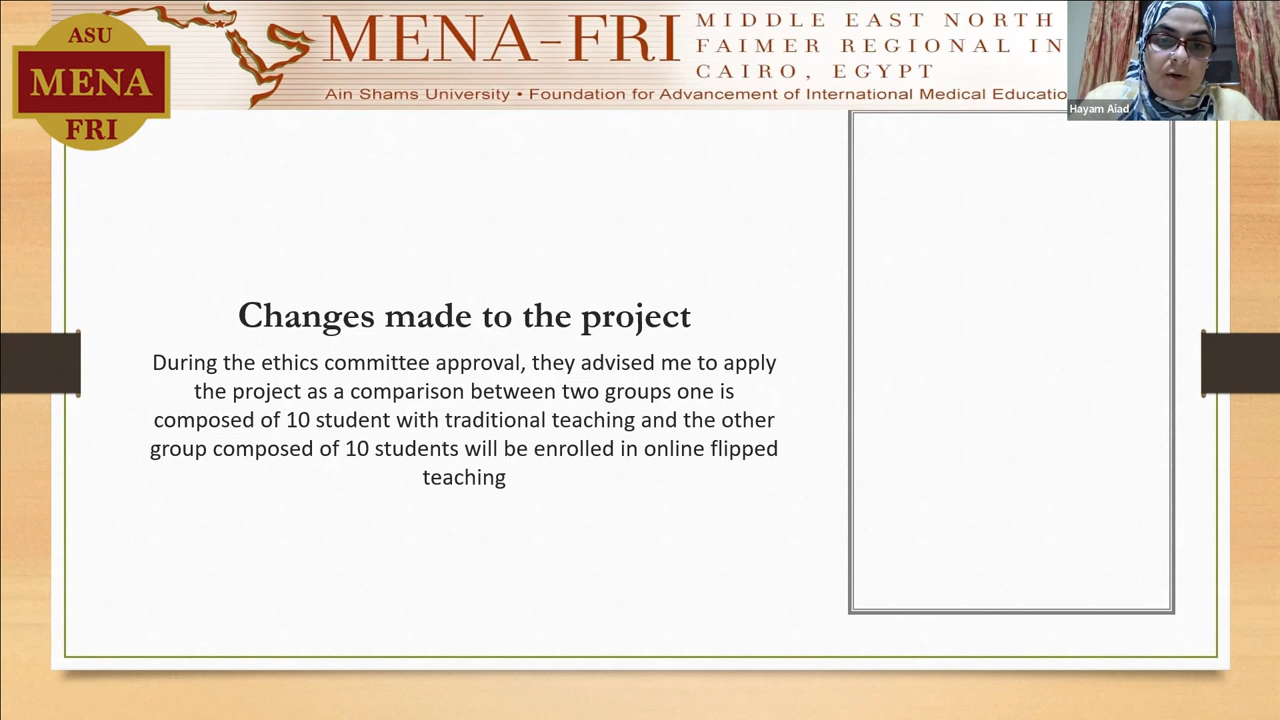 ASU
MENA
FRI
MENA-FRI
MIDDLE EAST NORTH
FAIMER REGIONAL IN
CAIRO, EGYPT
Ain Shams University • Foundation for Advancement of International Medical Educatio
Hayam Aiad
Changes made to the project
During the ethics committee approval, they advised me to apply
the project as a comparison between two groups one is
composed of 10 student with traditional teaching and the other
group composed of 10 students will be enrolled in online flipped
teaching